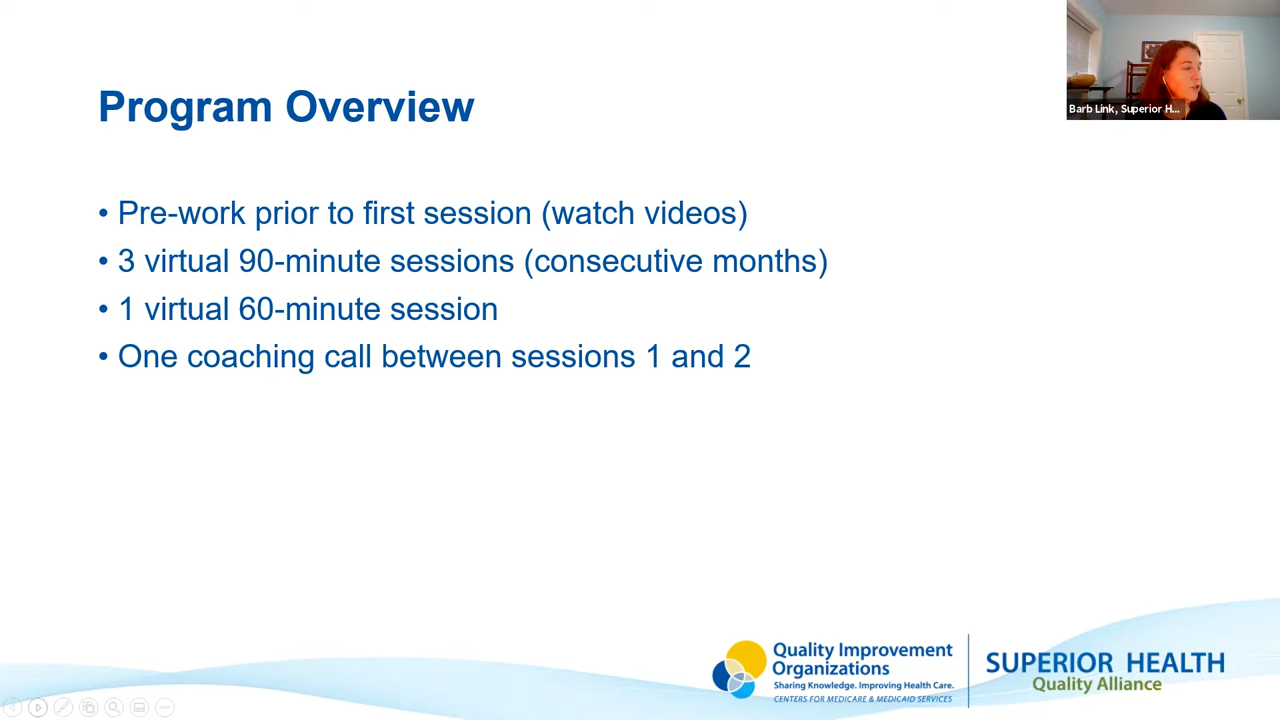 Program Overview
• Pre-work prior to first session (watch videos)
• 3 virtual 90-minute sessions (consecutive months)
• 1 virtual 60-minute session
• One coaching call between sessions 1 and 2
Barb Link, Superior H...
Quality Improvement
Organizations
Sharing Knowledge. Improving Health Care.
CENTERS FOR MEDICARE & MEDICAID SERVICES
SUPERIOR HEALTH
Quality Alliance